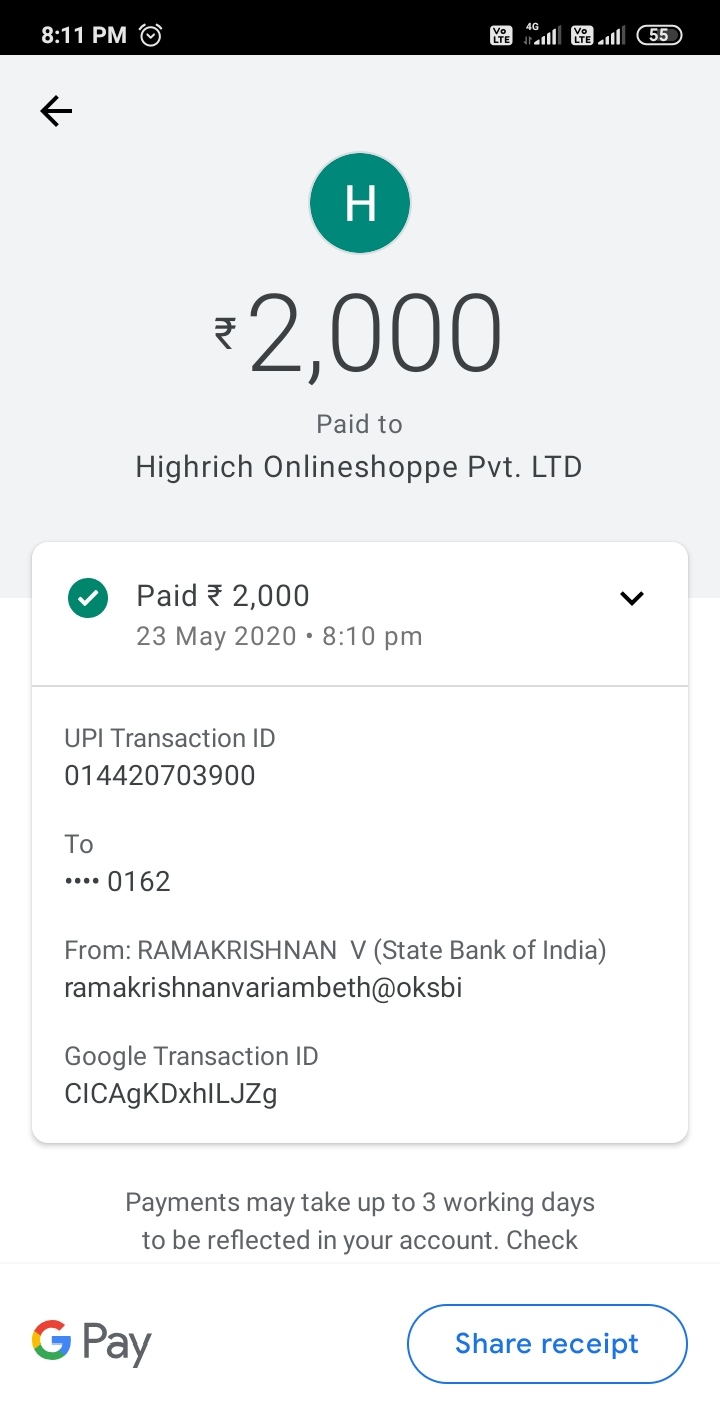 8:11 PM Vo LTE 4G Vo LTE 55
H
₹2,000
Paid to
Highrich Onlineshoppe Pvt. LTD
Paid ₹ 2,000
23 May 2020 • 8:10 pm
UPI Transaction ID
014420703900
To
•••• 0162
From: RAMAKRISHNAN  V (State Bank of India)
ramakrishnanvariambeth@oksbi
Google Transaction ID
CICAgKDxhILJZg
Payments may take up to 3 working days
to be reflected in your account. Check
G Pay Share receipt